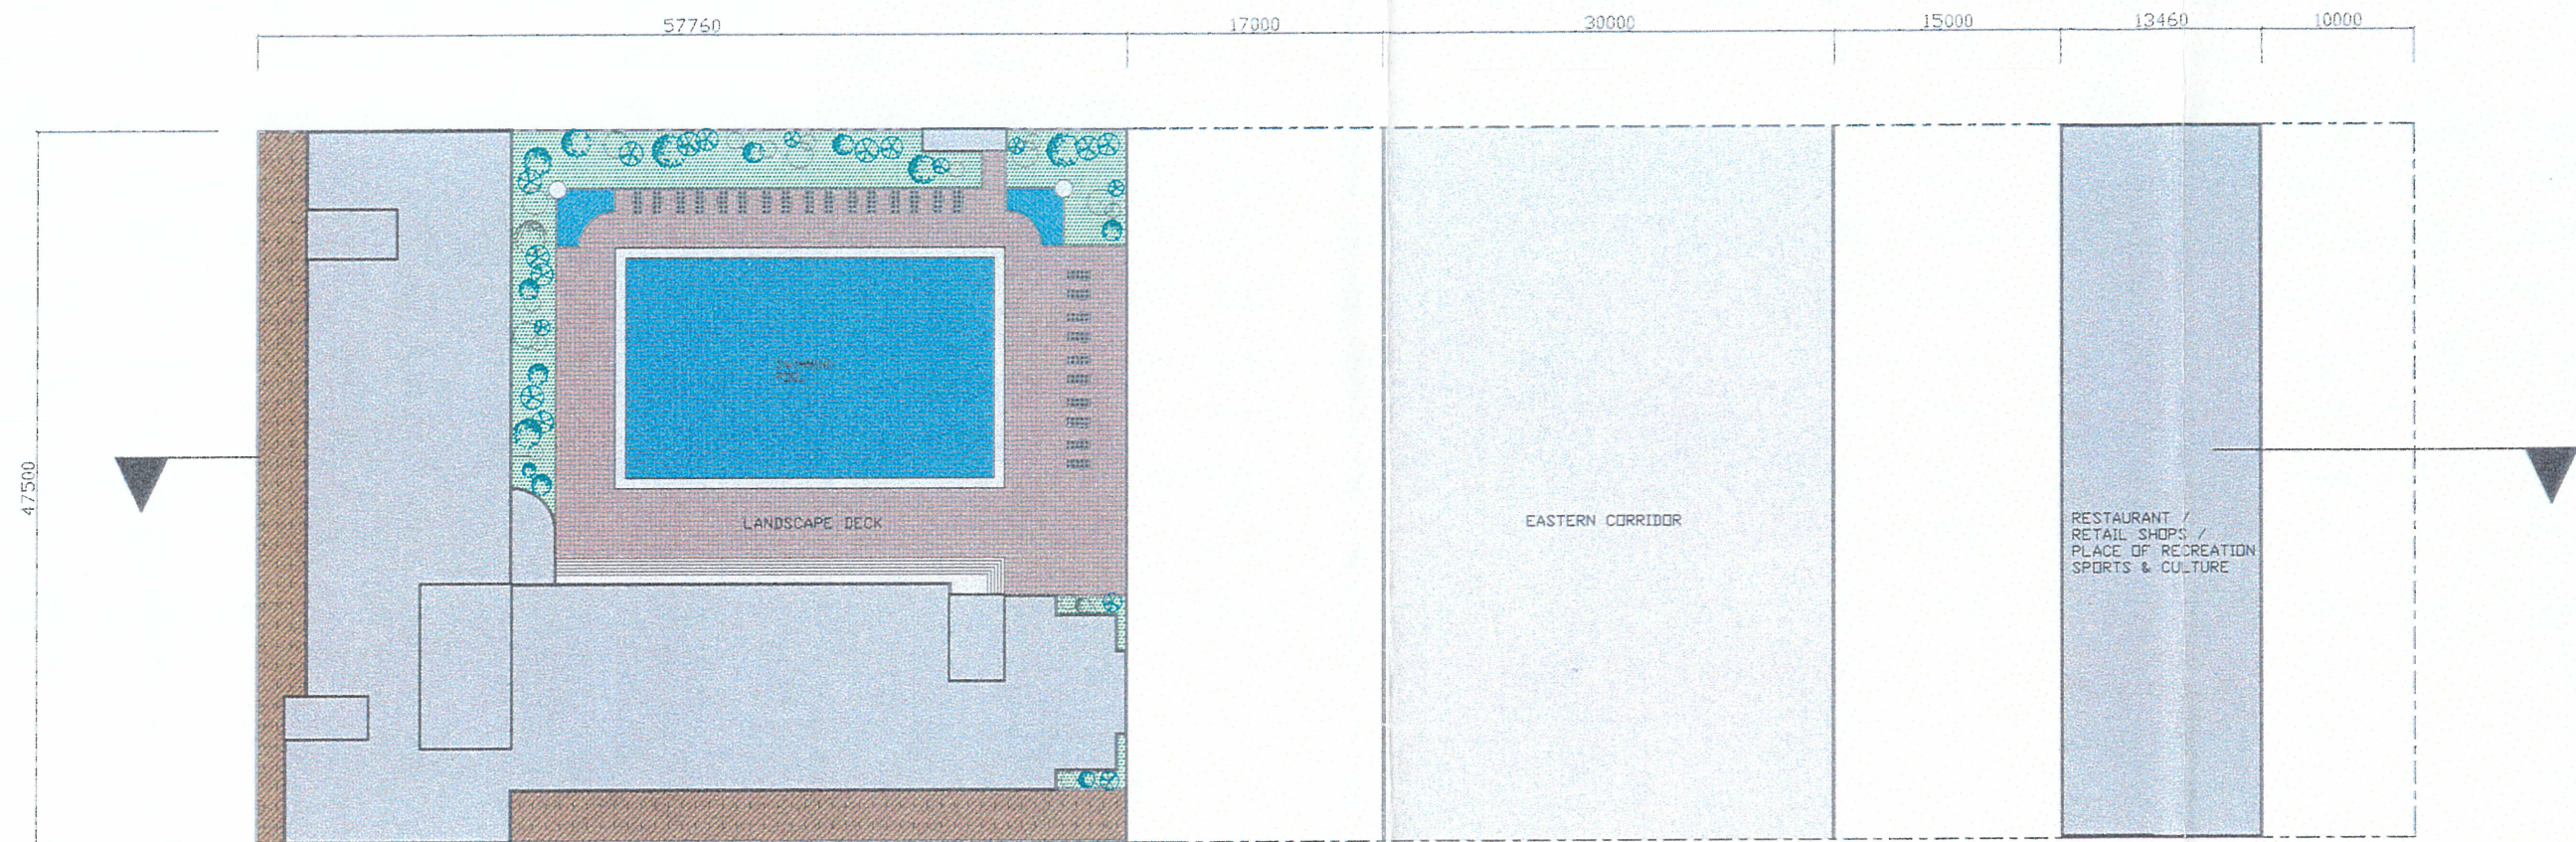 57760
17000
30000
15000
13460
10000
47500
LANDSCAPE DECK
EASTERN CORRIDOR
RESTAURANT /
RETAIL SHOPS /
PLACE OF RECREATION
SPORTS & CULTURE